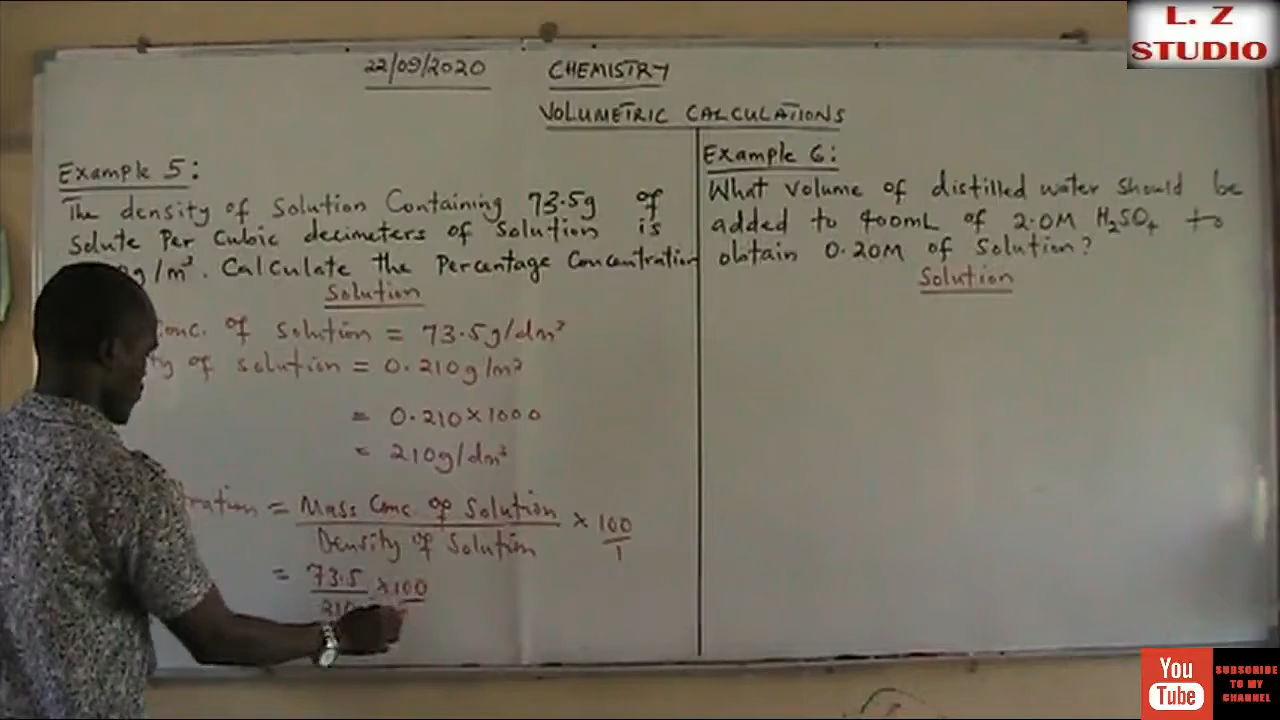 L. Z
STUDIO
22/09/2020 CHEMISTRY
VOLUMETRIC CALCULATIONS
Example 5:
The density of Solution Containing 73.5g of
Solute Per Cubic decimeters of Solution is
g/m³. Calculate the Percentage Concentration
Solution
onc. of Solution = 73.5g/dm³
ty of solution = 0.210g/m³
= 0.210 × 1000
= 210g/dm³
tration = Mass Conc. of Solution × 100
Density of Solution 1
= 73.5 × 100
210
Example 6:
What volume of distilled water should be
added to 400mL of 2.0M H₂SO₄ to
obtain 0.20M of Solution?
Solution
You
Tube
SUBSCRIBE
TO MY
CHANNEL